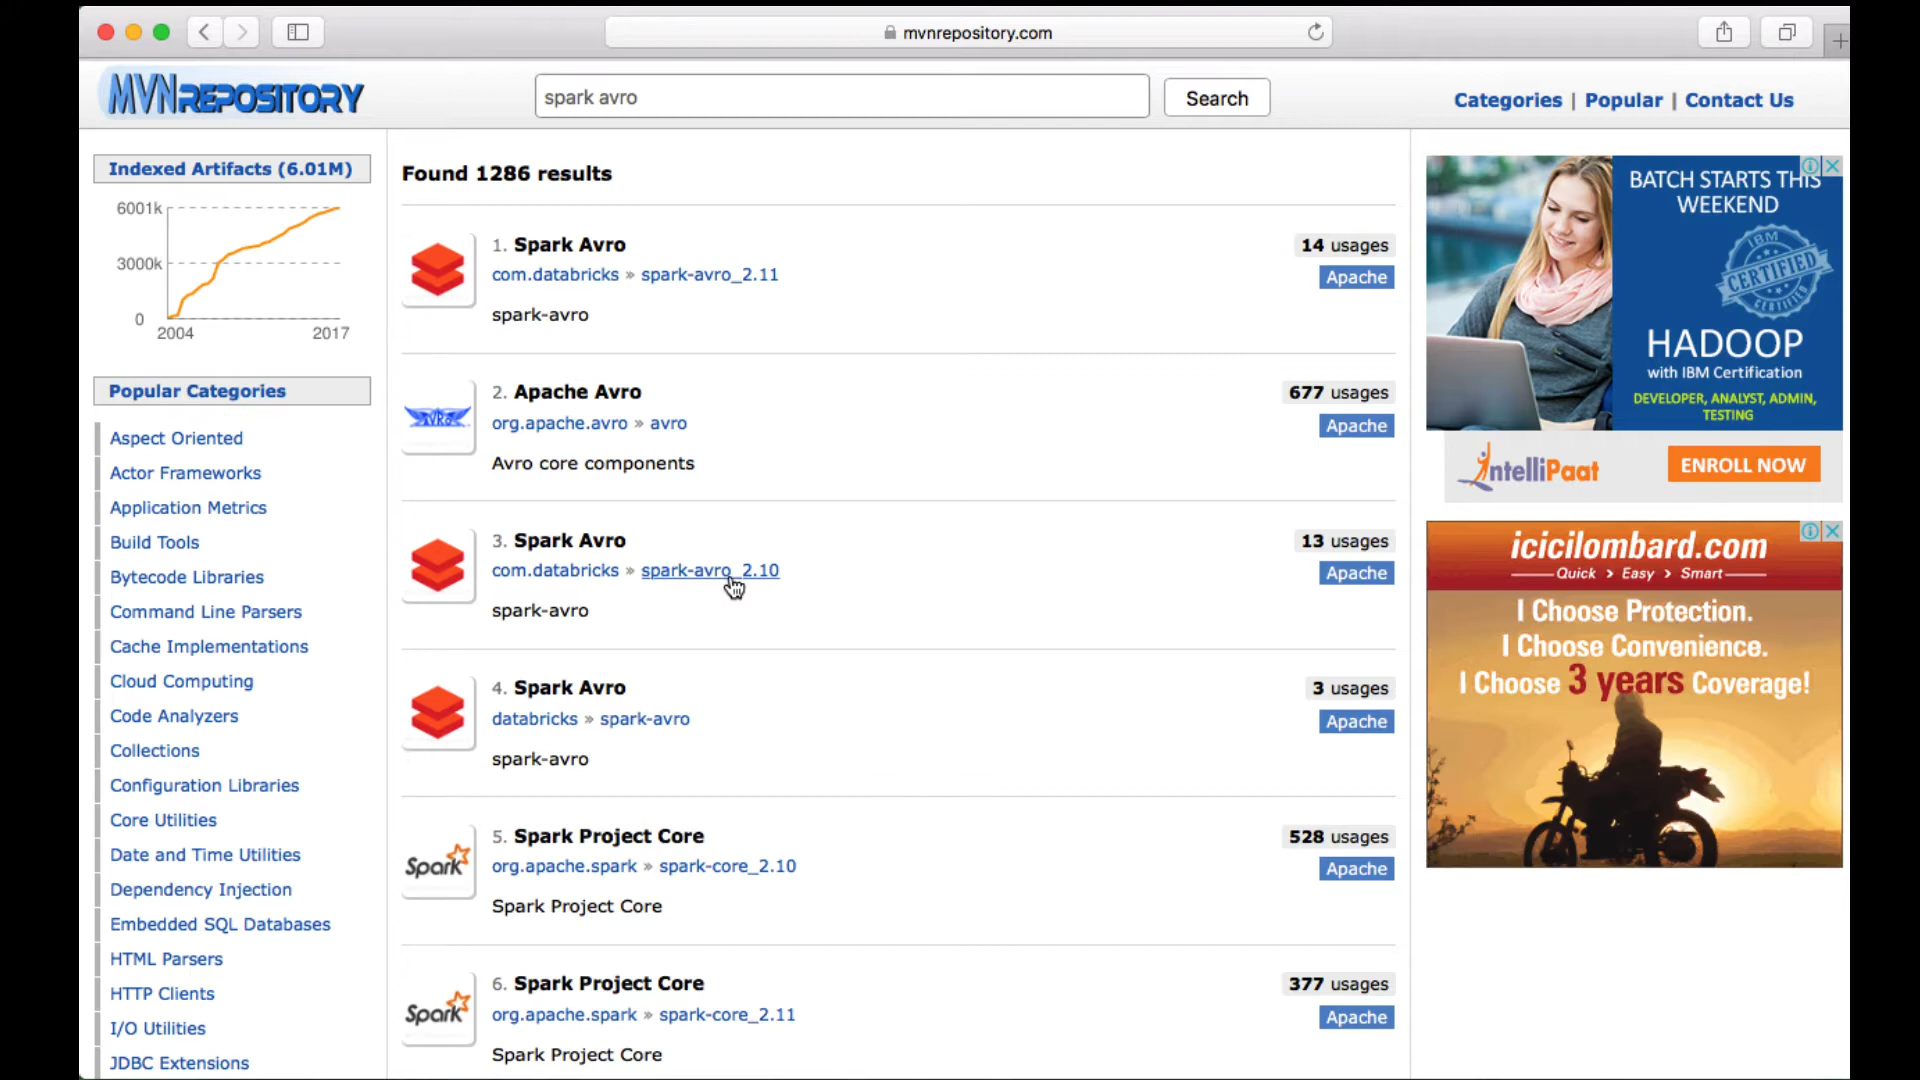 mvnrepository.com
MVNREPOSITORY
spark avro
Search
Categories | Popular | Contact Us
Indexed Artifacts (6.01M)
6001k
3000k
0
2004
2017
Popular Categories
Aspect Oriented
Actor Frameworks
Application Metrics
Build Tools
Bytecode Libraries
Command Line Parsers
Cache Implementations
Cloud Computing
Code Analyzers
Collections
Configuration Libraries
Core Utilities
Date and Time Utilities
Dependency Injection
Embedded SQL Databases
HTML Parsers
HTTP Clients
I/O Utilities
JDBC Extensions
Found 1286 results
1. Spark Avro
14 usages
com.databricks » spark-avro_2.11
Apache
spark-avro
AVRO
2. Apache Avro
677 usages
org.apache.avro » avro
Apache
Avro core components
3. Spark Avro
13 usages
com.databricks » spark-avro_2.10
Apache
spark-avro
4. Spark Avro
3 usages
databricks » spark-avro
Apache
spark-avro
Spark
5. Spark Project Core
528 usages
org.apache.spark » spark-core_2.10
Apache
Spark Project Core
Spark
6. Spark Project Core
377 usages
org.apache.spark » spark-core_2.11
Apache
Spark Project Core
BATCH STARTS THIS
WEEKEND
IBM
CERTIFIED
HADOOP
with IBM Certification
DEVELOPER, ANALYST, ADMIN,
TESTING
IntelliPaat
ENROLL NOW
icicilombard.com
Quick > Easy > Smart
I Choose Protection.
I Choose Convenience.
I Choose 3 years Coverage!